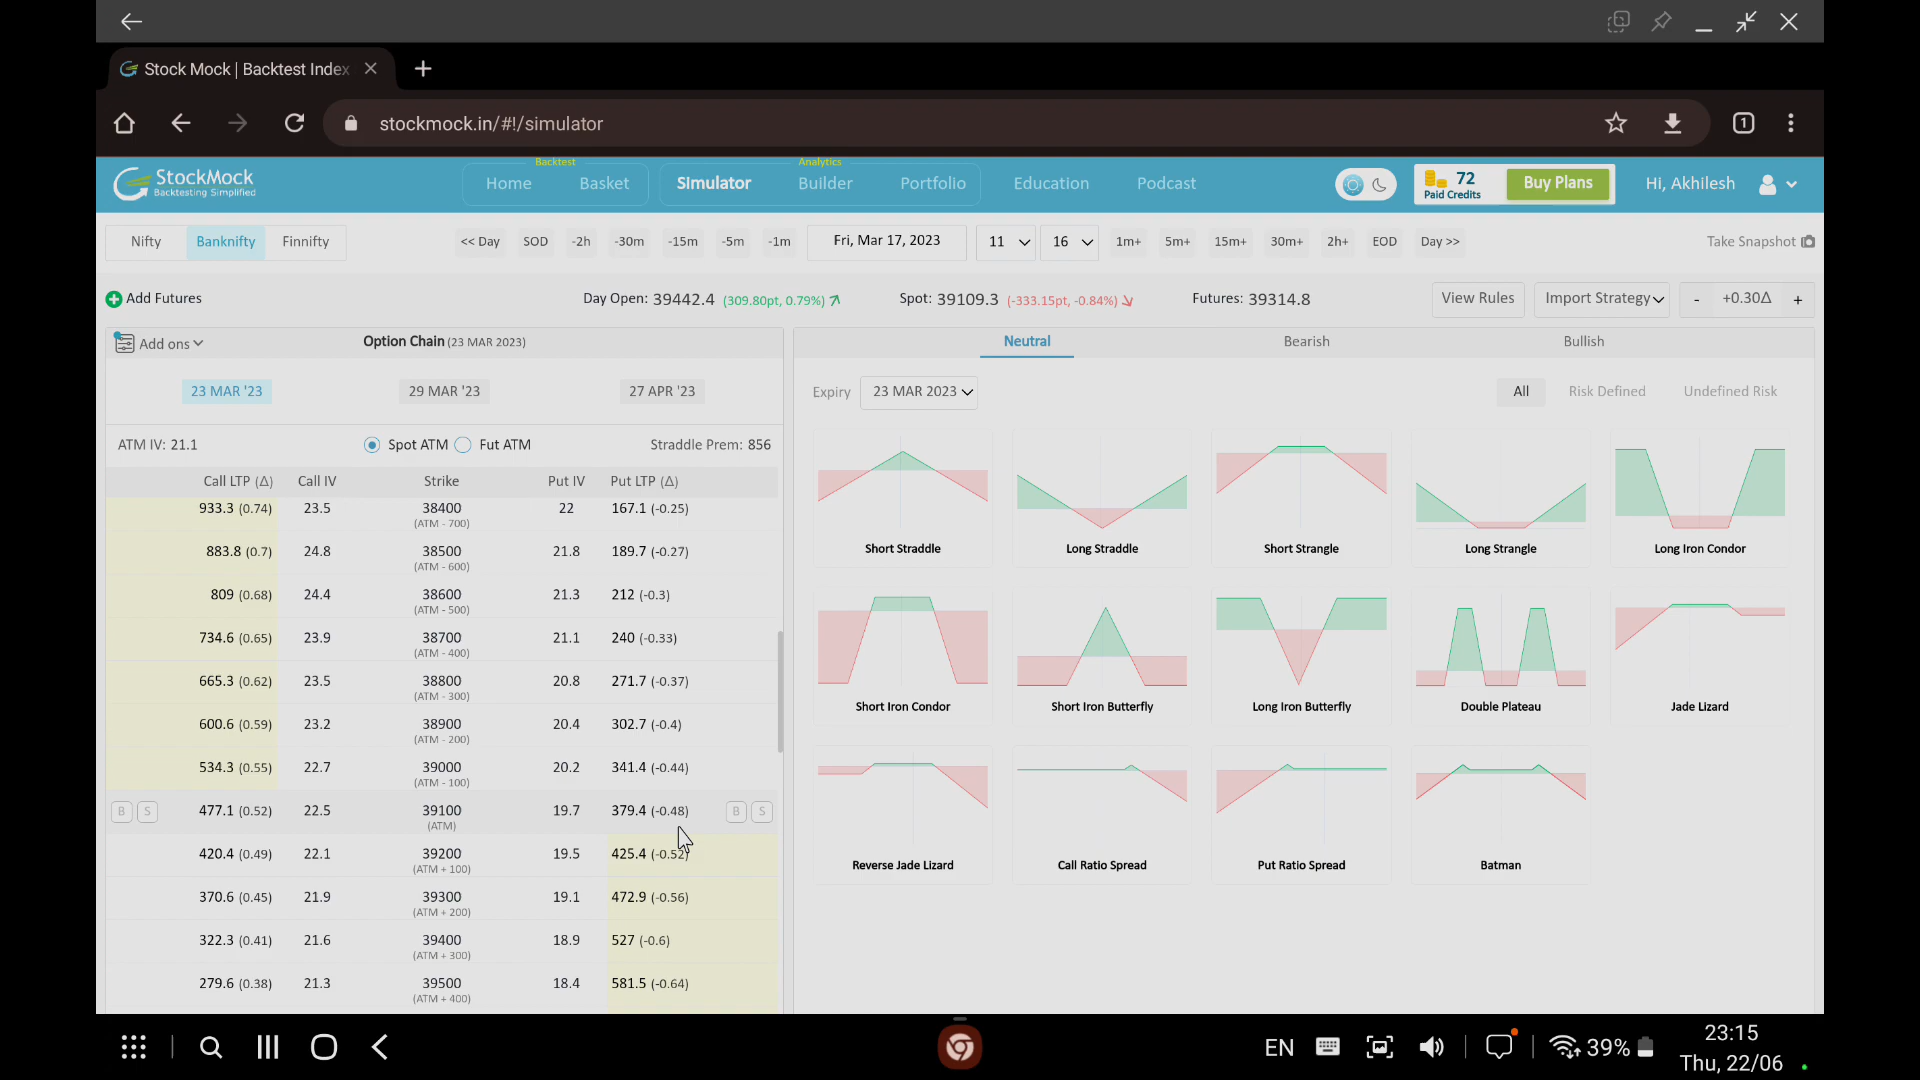 Stock Mock | Backtest Index
1
stockmock.in/#!/simulator
StockMock
Backtesting Simplified
Backtest
Home Basket
Analytics
Simulator Builder Portfolio
Education Podcast
72
Paid Credits
Buy Plans
Hi, Akhilesh
Nifty Banknifty Finnifty
<< Day SOD -2h -30m -15m -5m -1m Fri, Mar 17, 2023 11 16 1m+ 5m+ 15m+ 30m+ 2h+ EOD Day >>
Take Snapshot
Add Futures
Day Open: 39442.4 (309.80pt, 0.79%) Spot: 39109.3 (-333.15pt, -0.84%) Futures: 39314.8
View Rules Import Strategy - +0.30Δ +
Add ons Option Chain (23 MAR 2023)
23 MAR '23 29 MAR '23 27 APR '23
ATM IV: 21.1 Spot ATM Fut ATM Straddle Prem: 856
Call LTP (Δ) Call IV Strike Put IV Put LTP (Δ)
933.3 (0.74) 23.5 38400 22 167.1 (-0.25)
(ATM - 700)
883.8 (0.7) 24.8 38500 21.8 189.7 (-0.27)
(ATM - 600)
809 (0.68) 24.4 38600 21.3 212 (-0.3)
(ATM - 500)
734.6 (0.65) 23.9 38700 21.1 240 (-0.33)
(ATM - 400)
665.3 (0.62) 23.5 38800 20.8 271.7 (-0.37)
(ATM - 300)
600.6 (0.59) 23.2 38900 20.4 302.7 (-0.4)
(ATM - 200)
534.3 (0.55) 22.7 39000 20.2 341.4 (-0.44)
(ATM - 100)
B S 477.1 (0.52) 22.5 39100 19.7 379.4 (-0.48) B S
(ATM)
420.4 (0.49) 22.1 39200 19.5 425.4 (-0.52)
(ATM + 100)
370.6 (0.45) 21.9 39300 19.1 472.9 (-0.56)
(ATM + 200)
322.3 (0.41) 21.6 39400 18.9 527 (-0.6)
(ATM + 300)
279.6 (0.38) 21.3 39500 18.4 581.5 (-0.64)
(ATM + 400)
Neutral Bearish Bullish
Expiry 23 MAR 2023 All Risk Defined Undefined Risk
Short Straddle Long Straddle Short Strangle Long Strangle Long Iron Condor
Short Iron Condor Short Iron Butterfly Long Iron Butterfly Double Plateau Jade Lizard
Reverse Jade Lizard Call Ratio Spread Put Ratio Spread Batman
EN 39% 23:15
Thu, 22/06